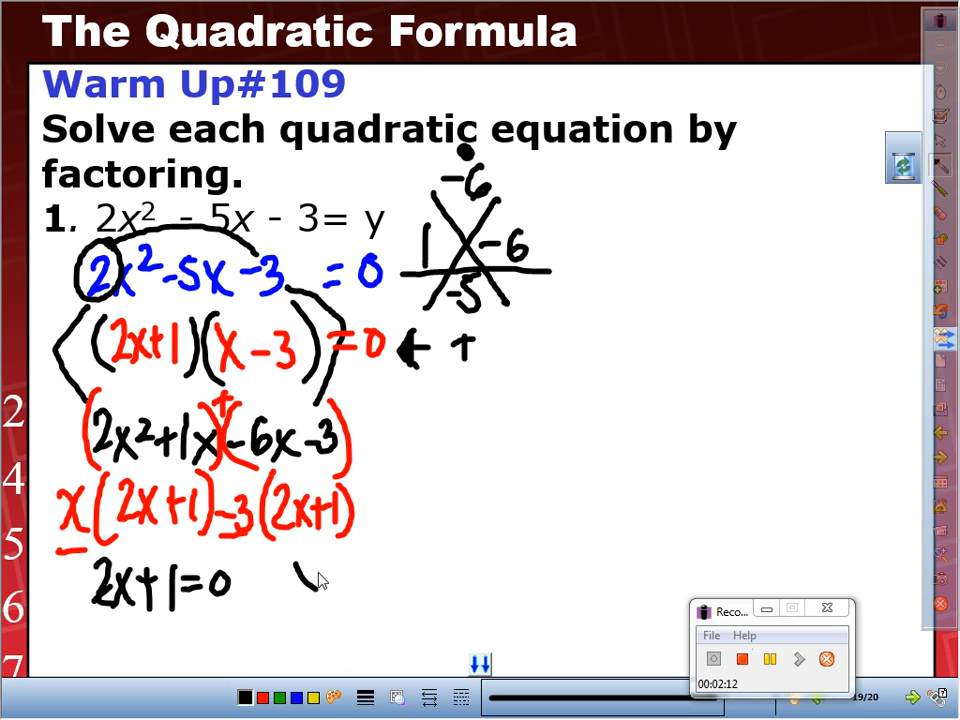 The Quadratic Formula
Warm Up#109
Solve each quadratic equation by
factoring.
1. 2x² - 5x - 3= y
-6
1 -6
-5
2x²-5x-3 = 0
(2x+1)(x-3)=0
- +
+
(2x²+1x)(-6x-3)
x(2x+1)-3(2x+1)
2x+1=0
2
4
5
6
7
Reco...
File Help
00:02:12
19/20